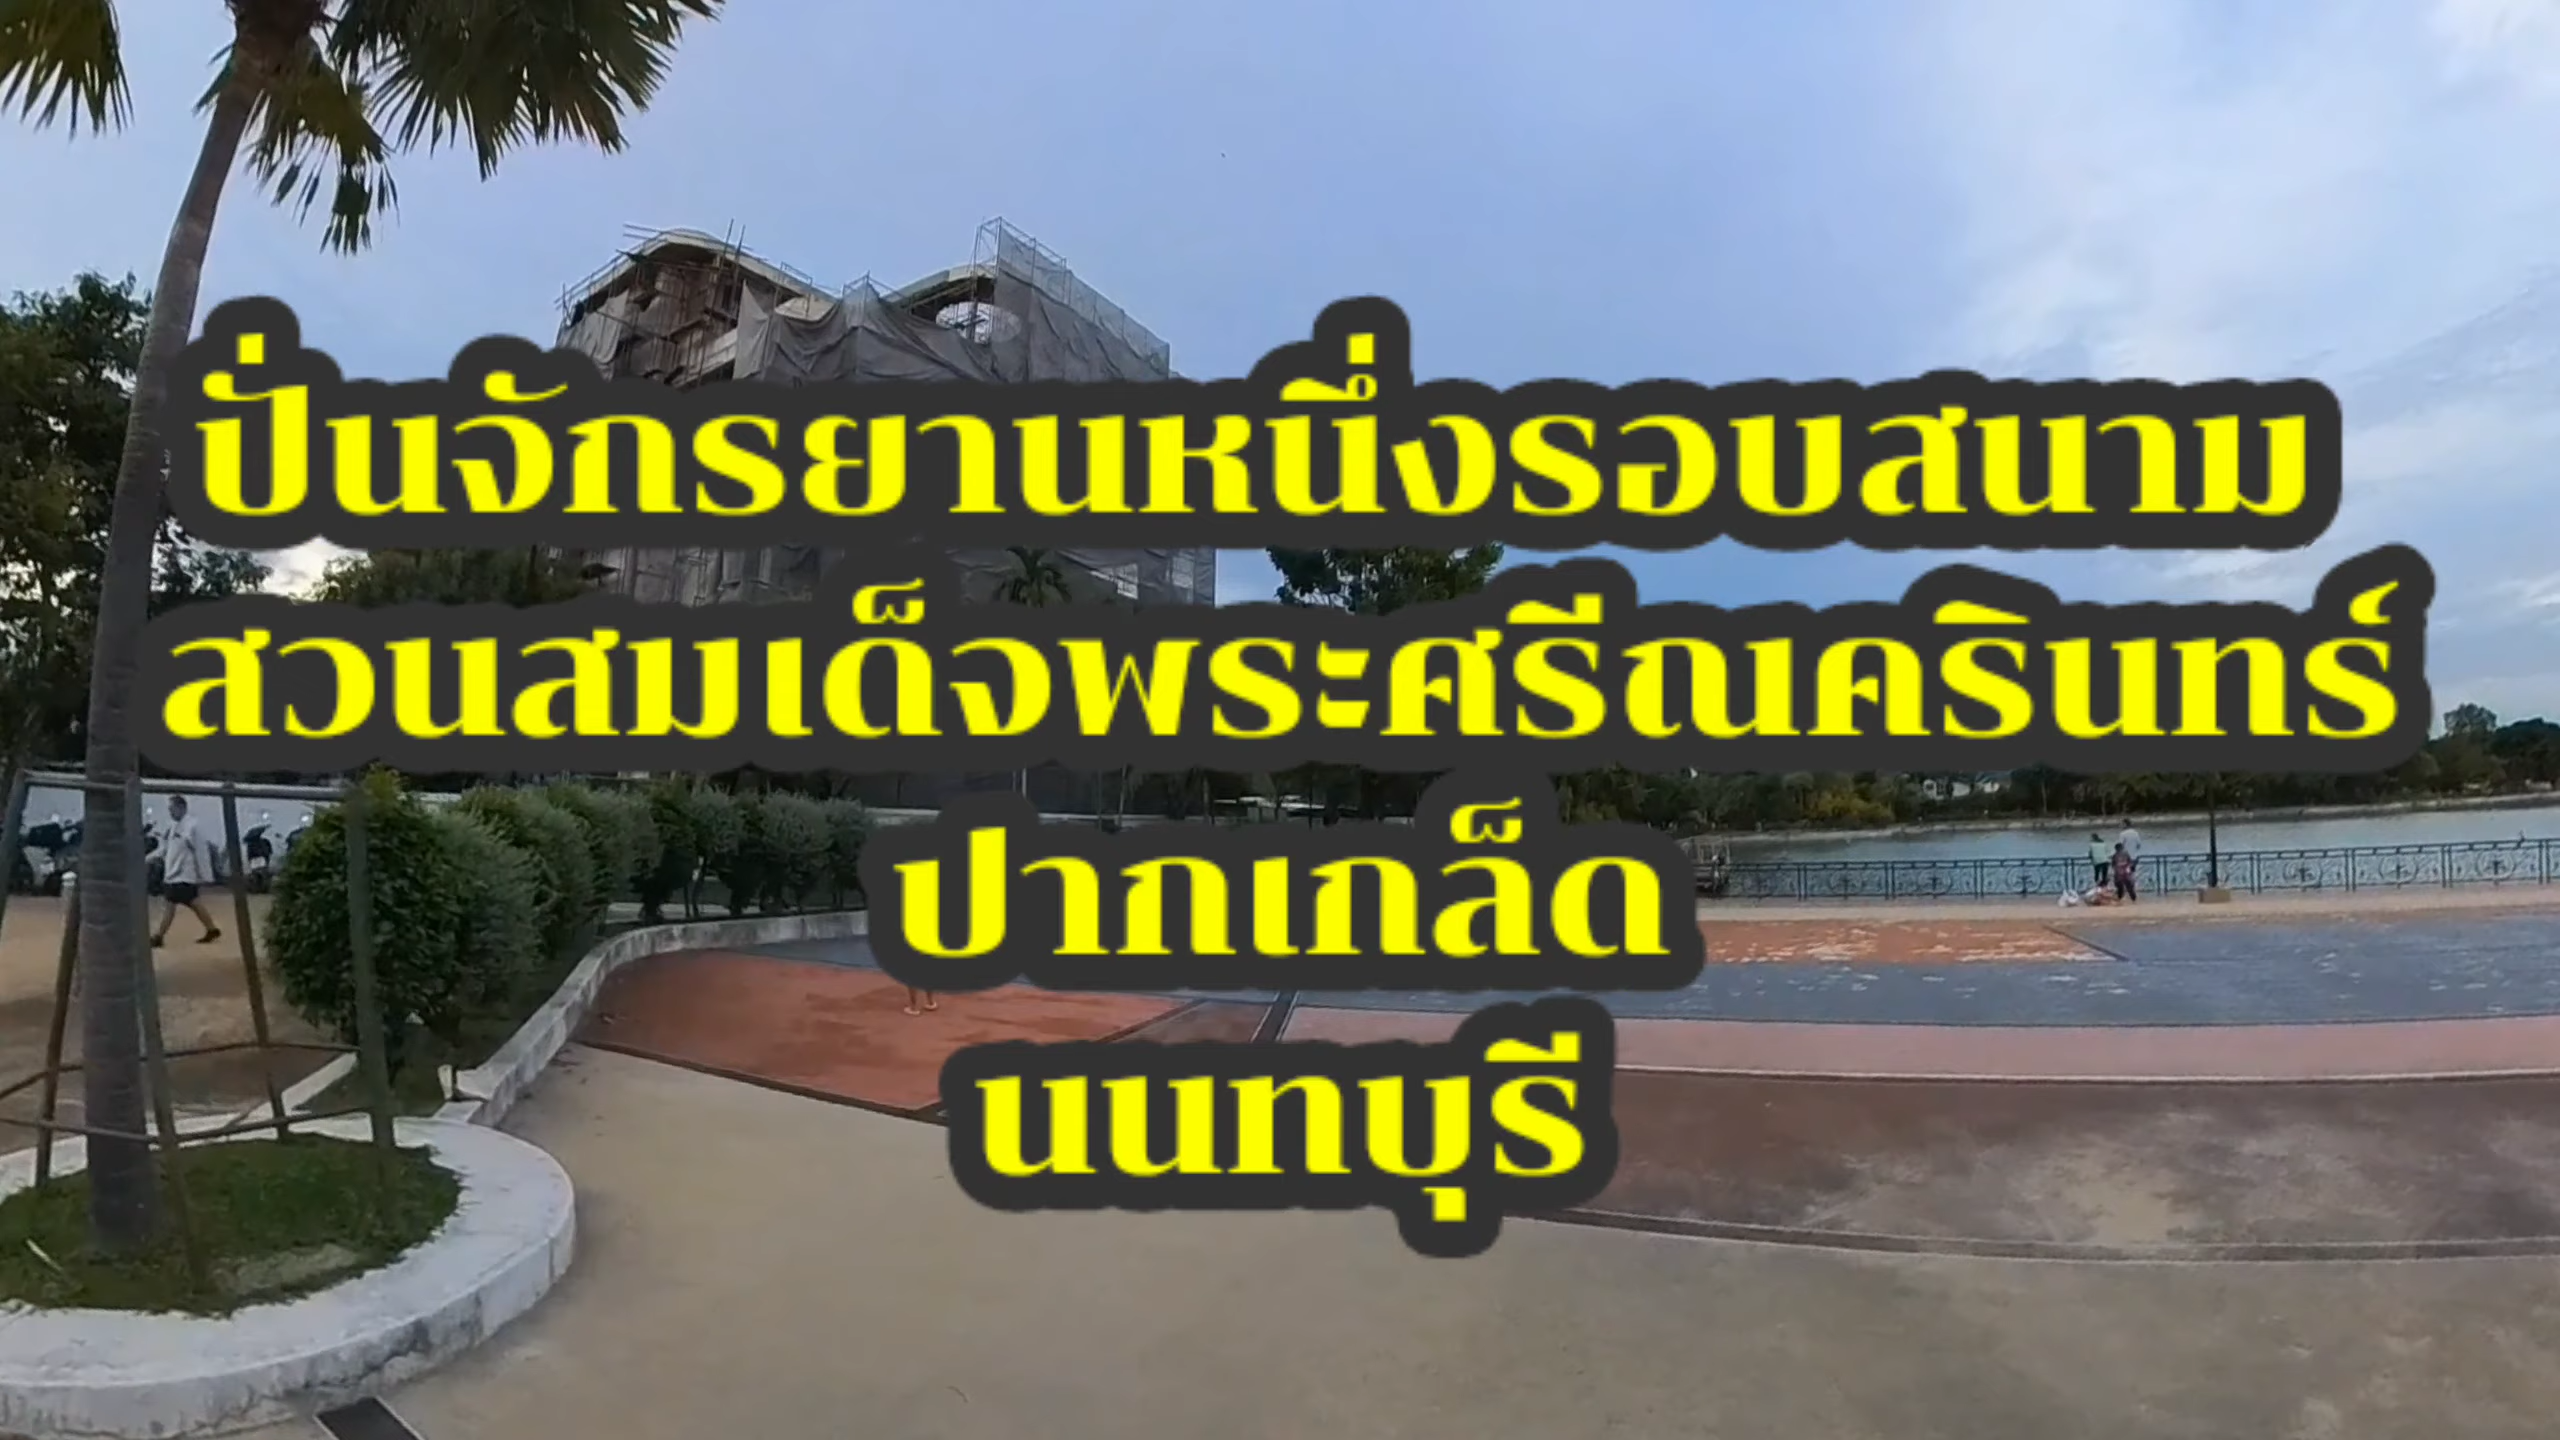 ปั่นจักรยานหนึ่งรอบสนาม
สวนสมเด็จพระศรีณครินทร์
ปากเกล็ด
นนทบุรี